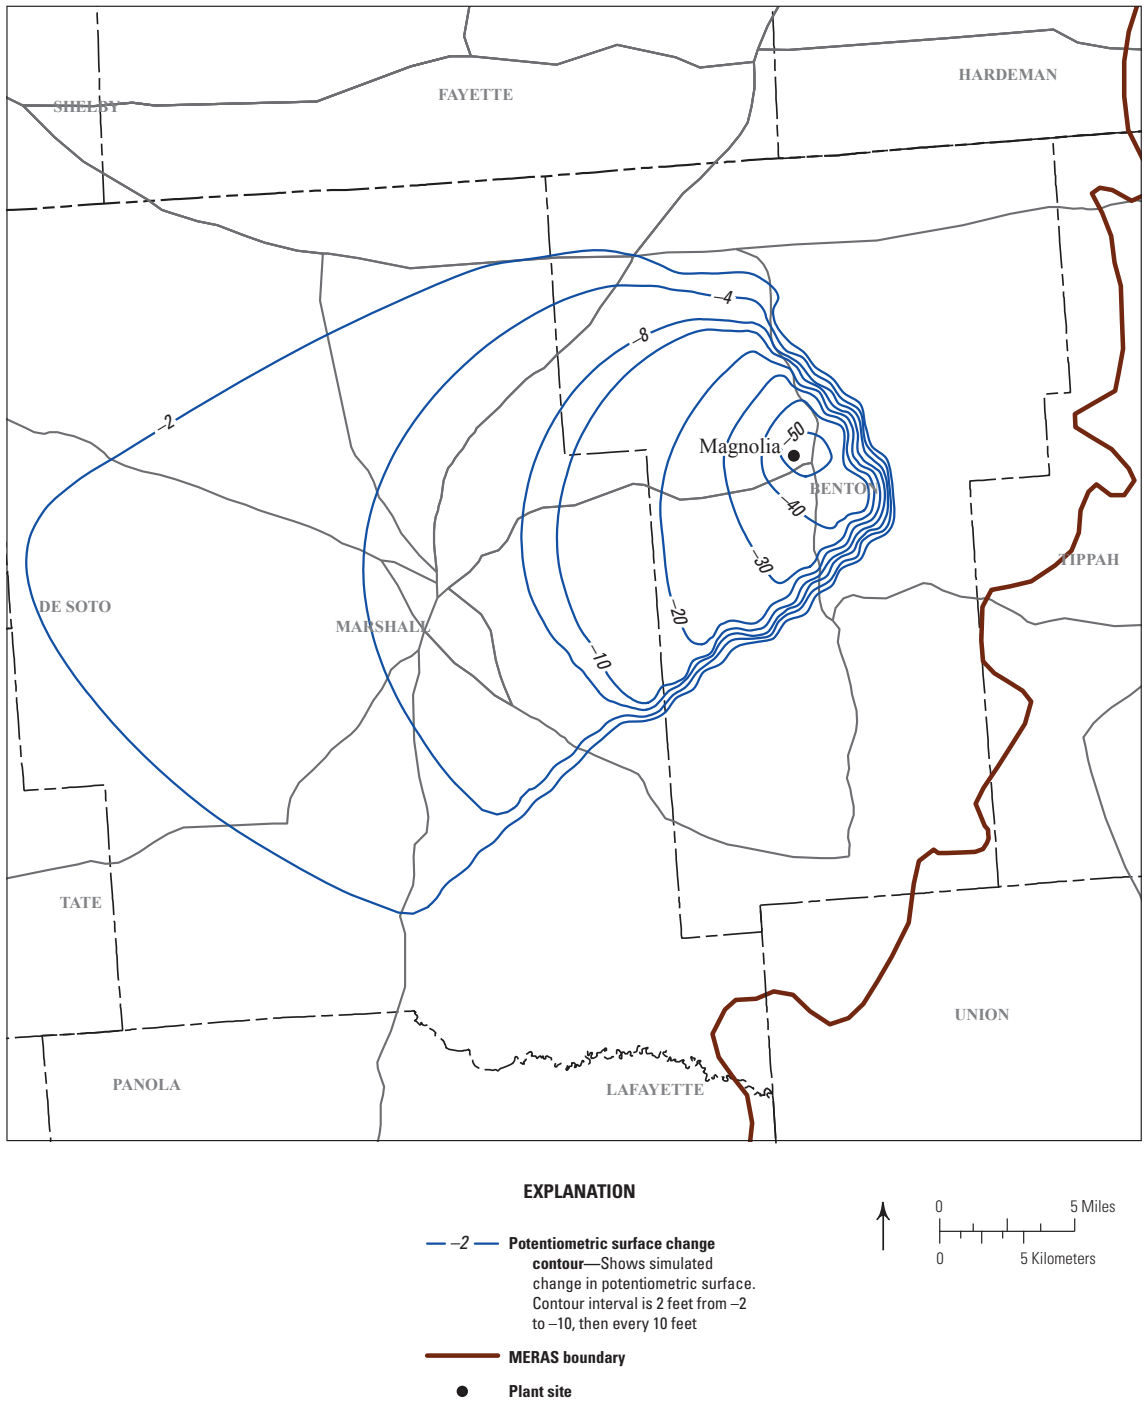 HARDEMAN
FAYETTE
SHELBY
–4
–8
–2
–50
Magnolia
BENTON
–40
–30
TIPPAH
DE SOTO
–20
MARSHALL
–10
TATE
UNION
PANOLA
LAFAYETTE
EXPLANATION
–2
Potentiometric surface change
contour—Shows simulated
change in potentiometric surface.
Contour interval is 2 feet from –2
to –10, then every 10 feet
MERAS boundary
Plant site
0 5 Miles
0 5 Kilometers